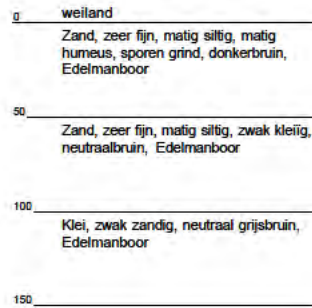 0 weiland
Zand, zeer fijn, matig siltig, matig
humeus, sporen grind, donkerbruin,
Edelmanboor
50
Zand, zeer fijn, matig siltig, zwak kleiïg,
neutraalbruin, Edelmanboor
100
Klei, zwak zandig, neutraal grijsbruin,
Edelmanboor
150